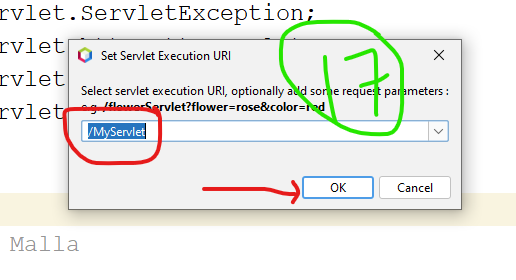 rvlet.ServletException;
Set Servlet Execution URI
rvlet
17
Select servlet execution URI, optionally add some request parameters :
rvlet
e.g. /flowerServlet?flower=rose&color=red
rvlet
/MyServlet
OK
Cancel
Malla